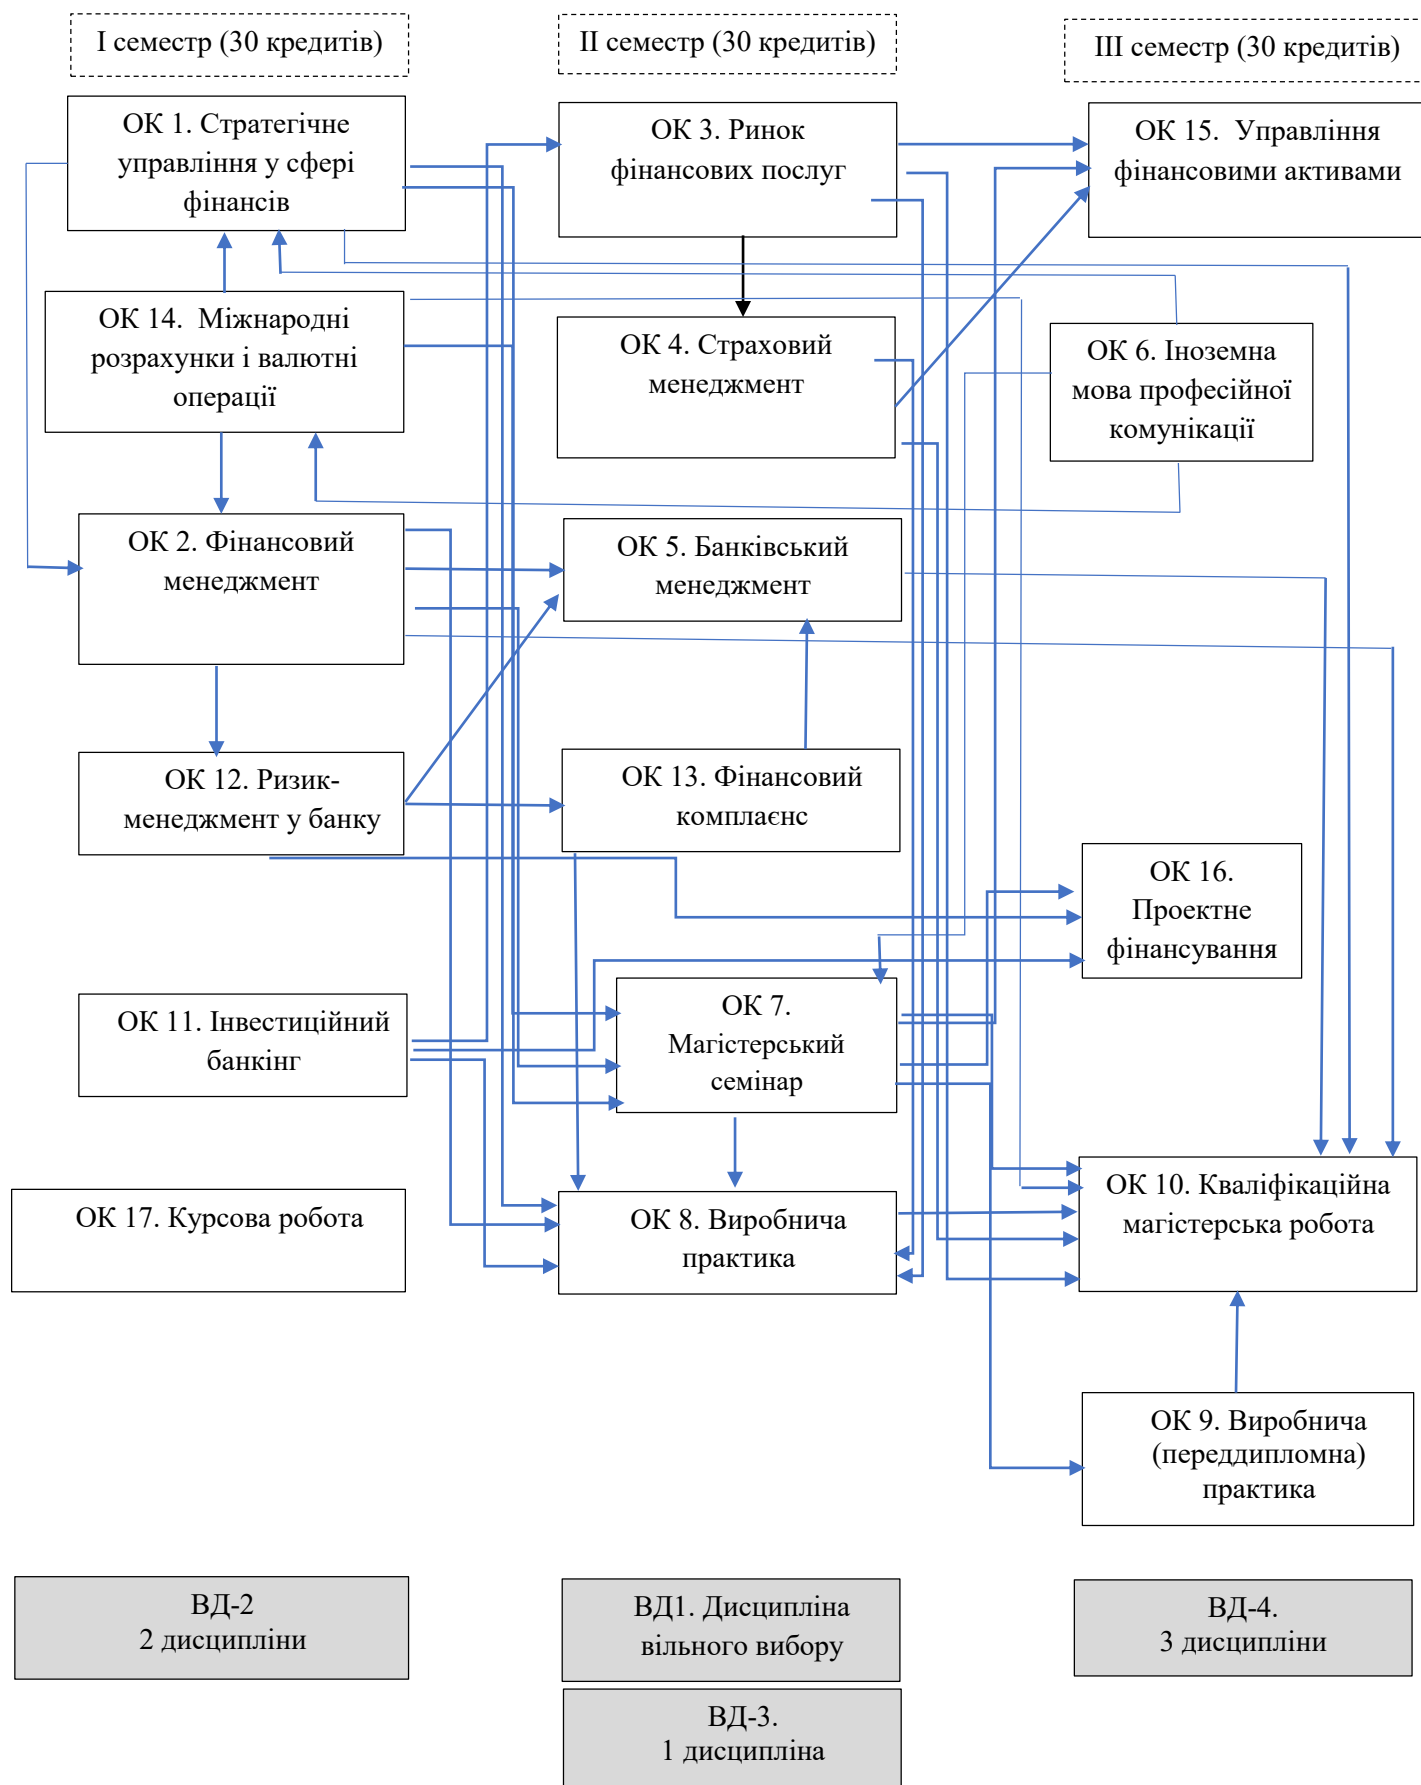 І семестр (30 кредитів)
ІІ семестр (30 кредитів)
ІІІ семестр (30 кредитів)
ОК 1. Стратегічне
управління у сфері
фінансів
ОК 3. Ринок
фінансових послуг
ОК 15. Управління
фінансовими активами
ОК 14. Міжнародні
розрахунки і валютні
операції
ОК 4. Страховий
менеджмент
ОК 6. Іноземна
мова професійної
комунікації
ОК 2. Фінансовий
менеджмент
ОК 5. Банківський
менеджмент
ОК 12. Ризик-
менеджмент у банку
ОК 13. Фінансовий
комплаєнс
ОК 16.
Проектне
фінансування
ОК 11. Інвестиційний
банкінг
ОК 7.
Магістерський
семінар
ОК 17. Курсова робота
ОК 8. Виробнича
практика
ОК 10. Кваліфікаційна
магістерська робота
ОК 9. Виробнича
(переддипломна)
практика
ВД-2
2 дисципліни
ВД1. Дисципліна
вільного вибору
ВД-4.
3 дисципліни
ВД-3.
1 дисципліна